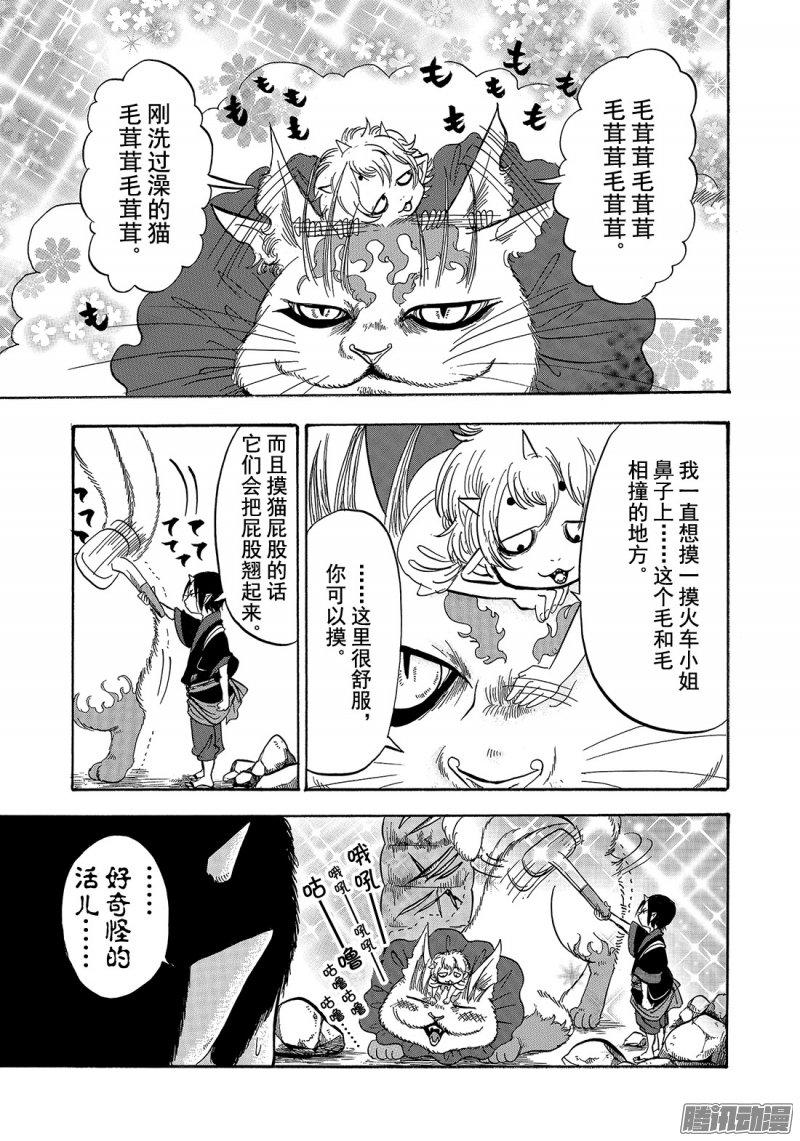 毛茸茸毛茸茸
毛茸茸毛茸茸。
刚洗过澡的猫
毛茸茸毛茸茸。
も
も
も
も
も
も
も
我一直想摸一摸火车小姐
鼻子上……这个毛和毛
相撞的地方。
……这里很舒服，
你可以摸。
而且摸猫屁股的话
它们会把屁股翘起来。
てててて
ててて
哦吼
哦吼……吼吼
咕……噜
咕噜咕噜
咕噜……
……
好奇怪的
活儿……
腾讯动漫